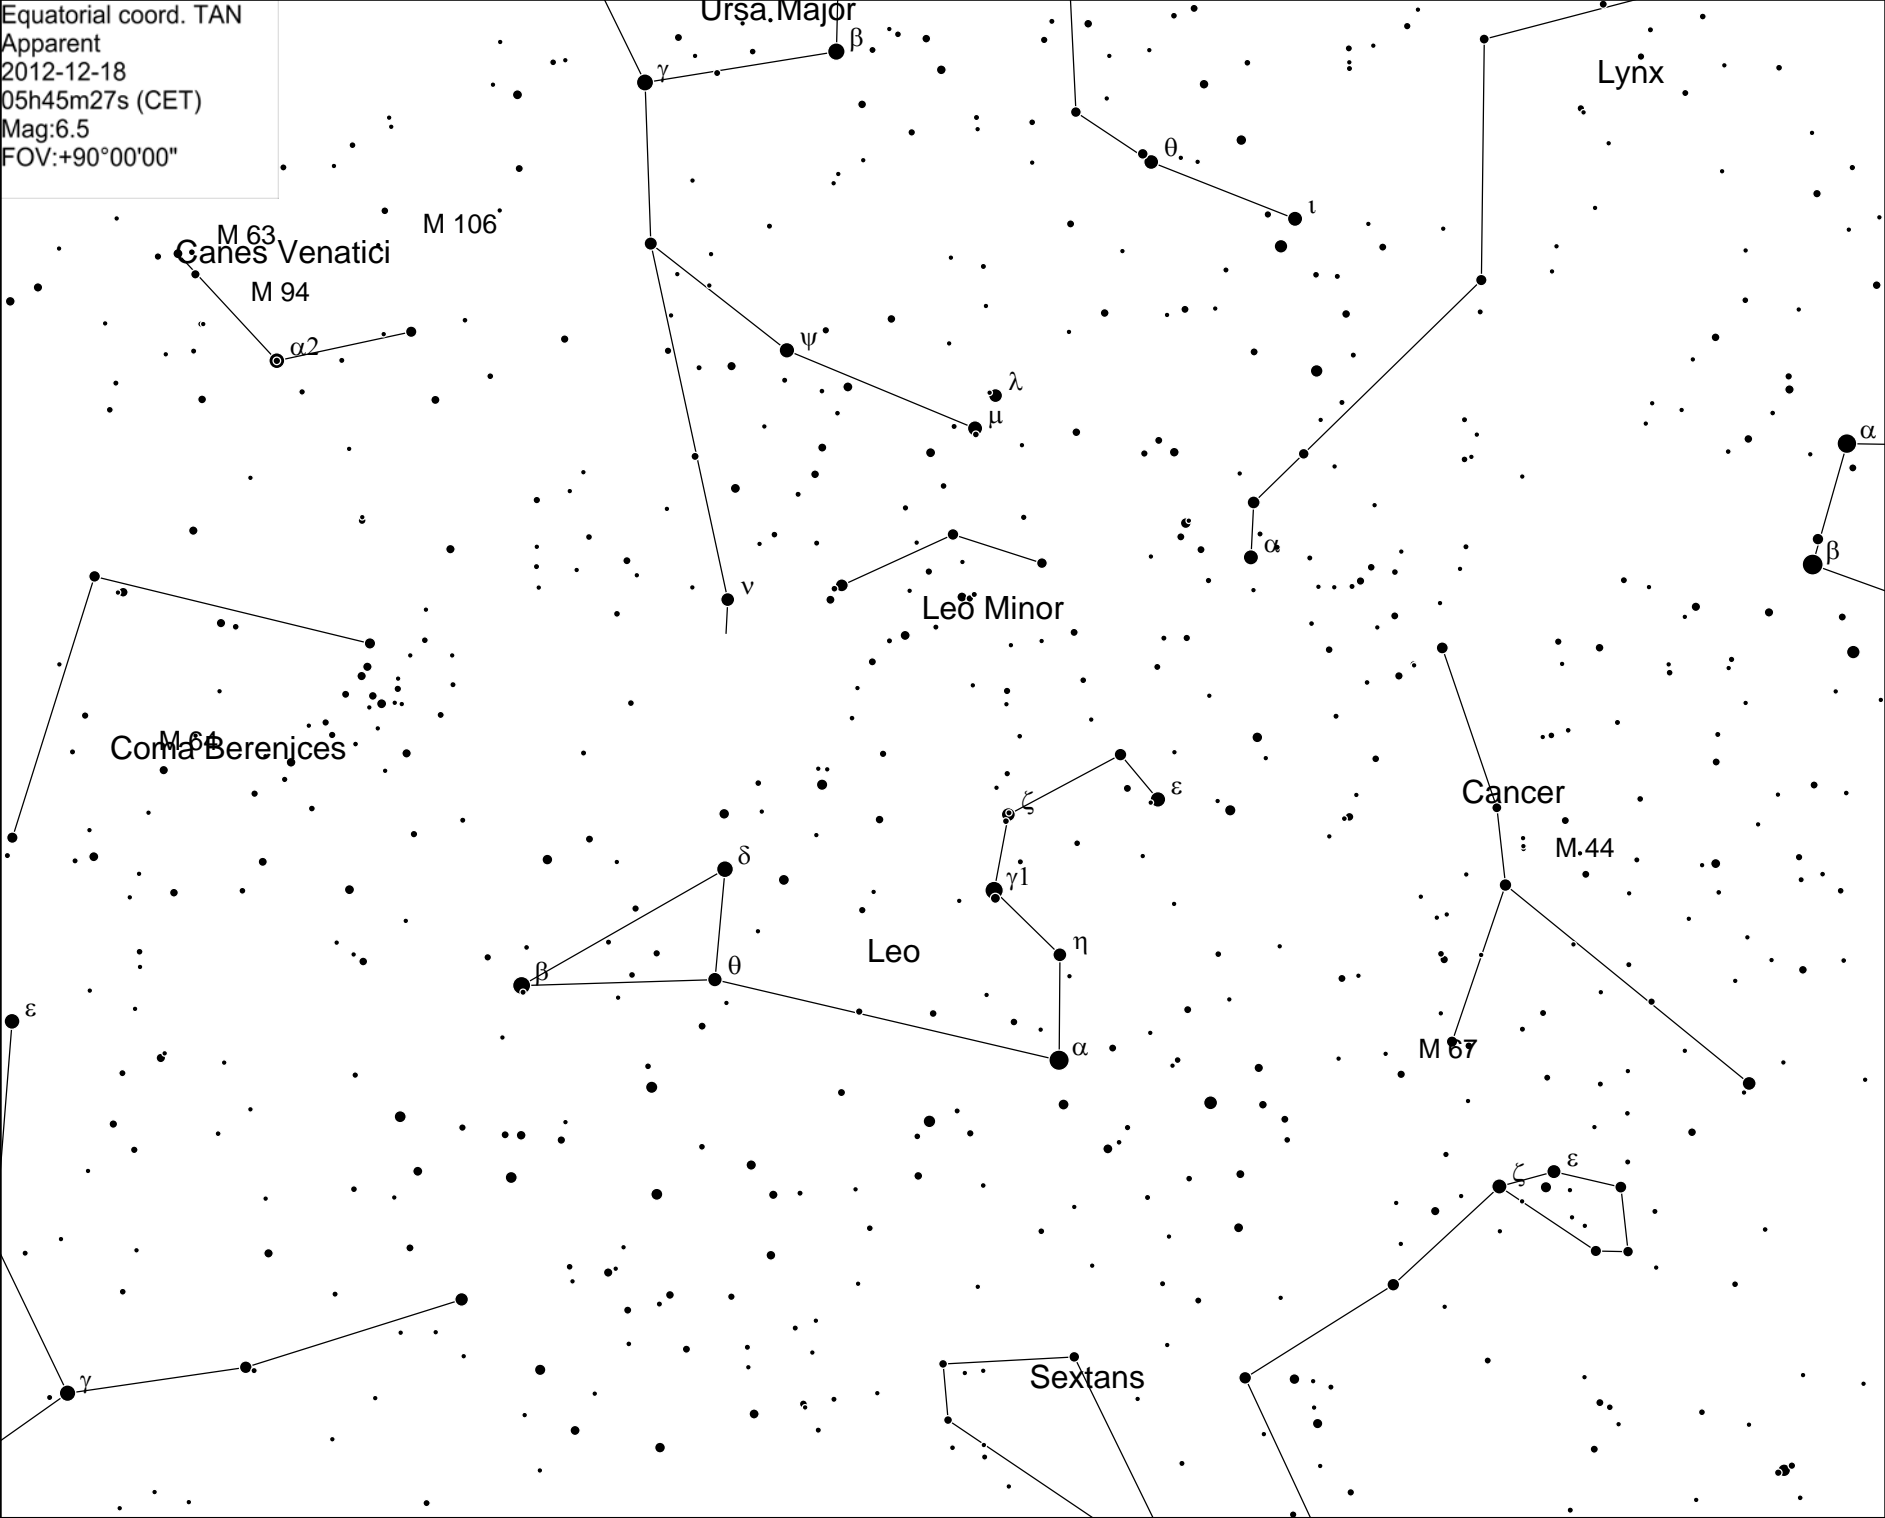 Equatorial coord. TAN
Apparent
2012-12-18
05h45m27s (CET)
Mag:6.5
FOV:+90°00'00"
Ursa Major
β
γ
Lynx
θ
ι
M 106
M 63
Canes Venatici
M 94
α2
ψ
λ
μ
α
α
β
ν
Leo Minor
M 64
Coma Berenices
ε
ζ
Cancer
M 44
δ
γ1
η
Leo
θ
β
ε
α
M 67
ε
ζ
γ
Sextans